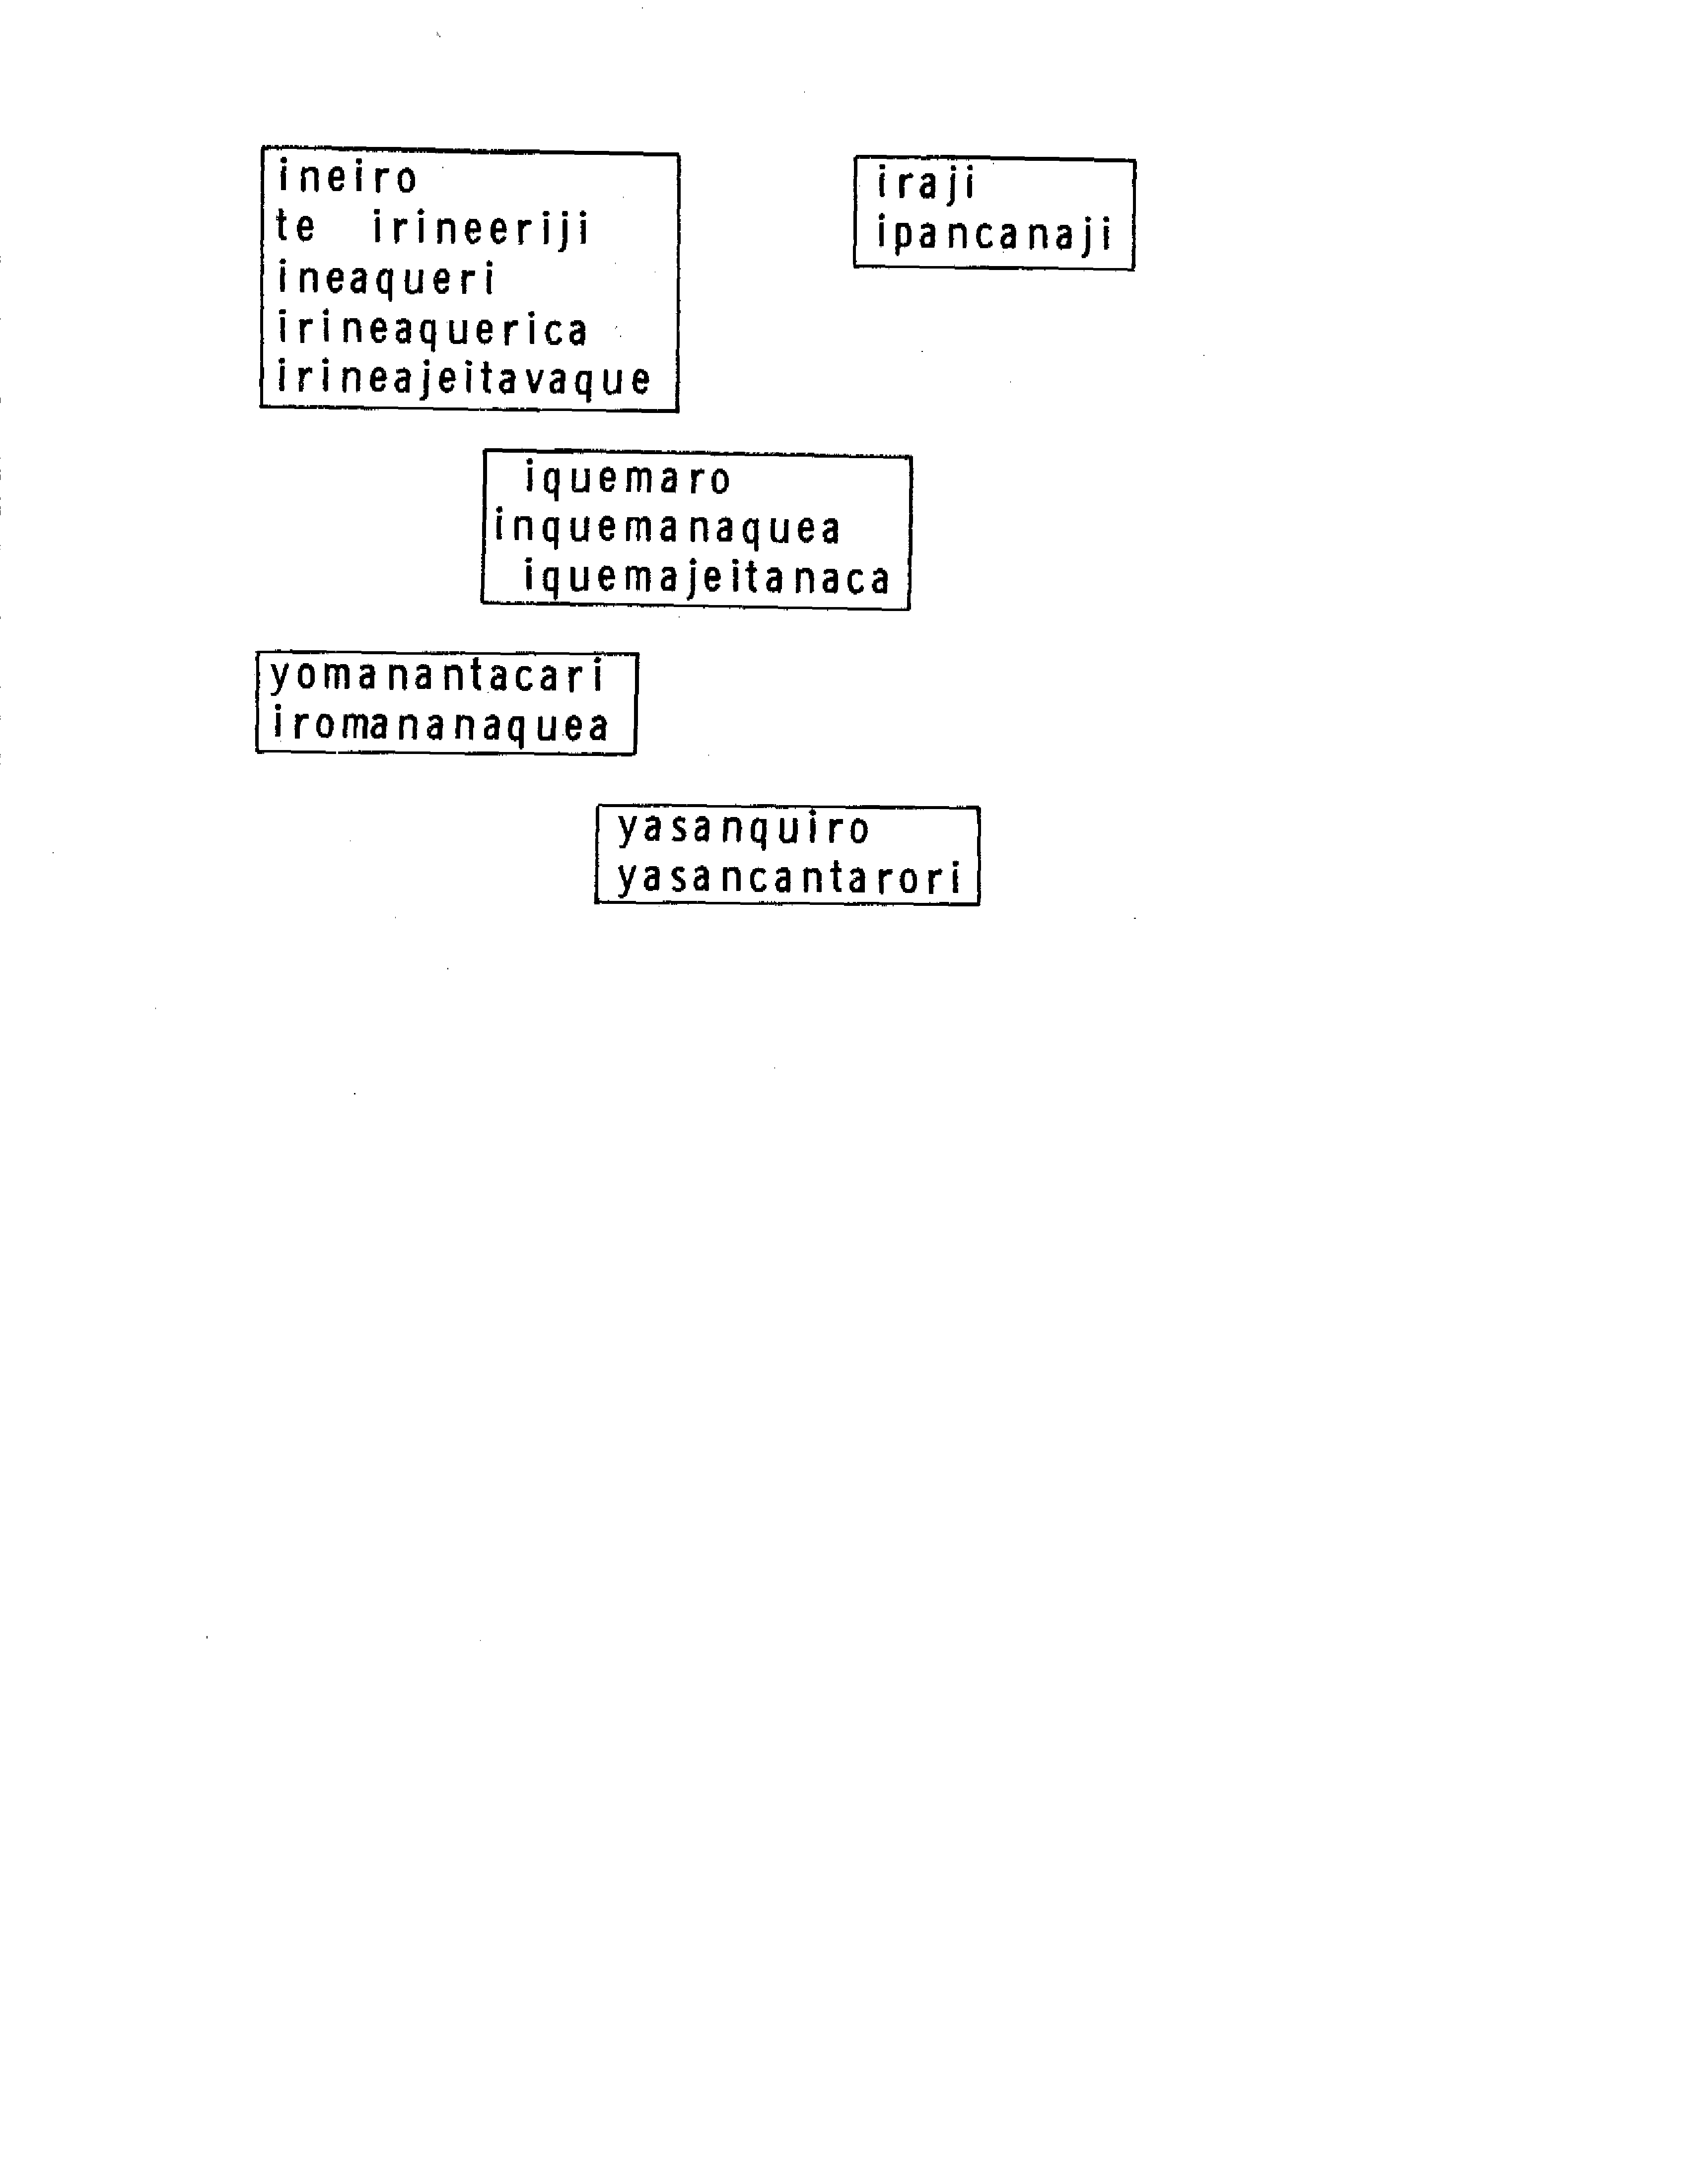 ineiro
te irineeriji
ineaqueri
irineaquerica
irineajeitavaque
iraji
ipancanaji
iquemaro
inquemanaquea
iquemajeitanaca
yomanantacari
iromananaquea
yasanquiro
yasancantarori